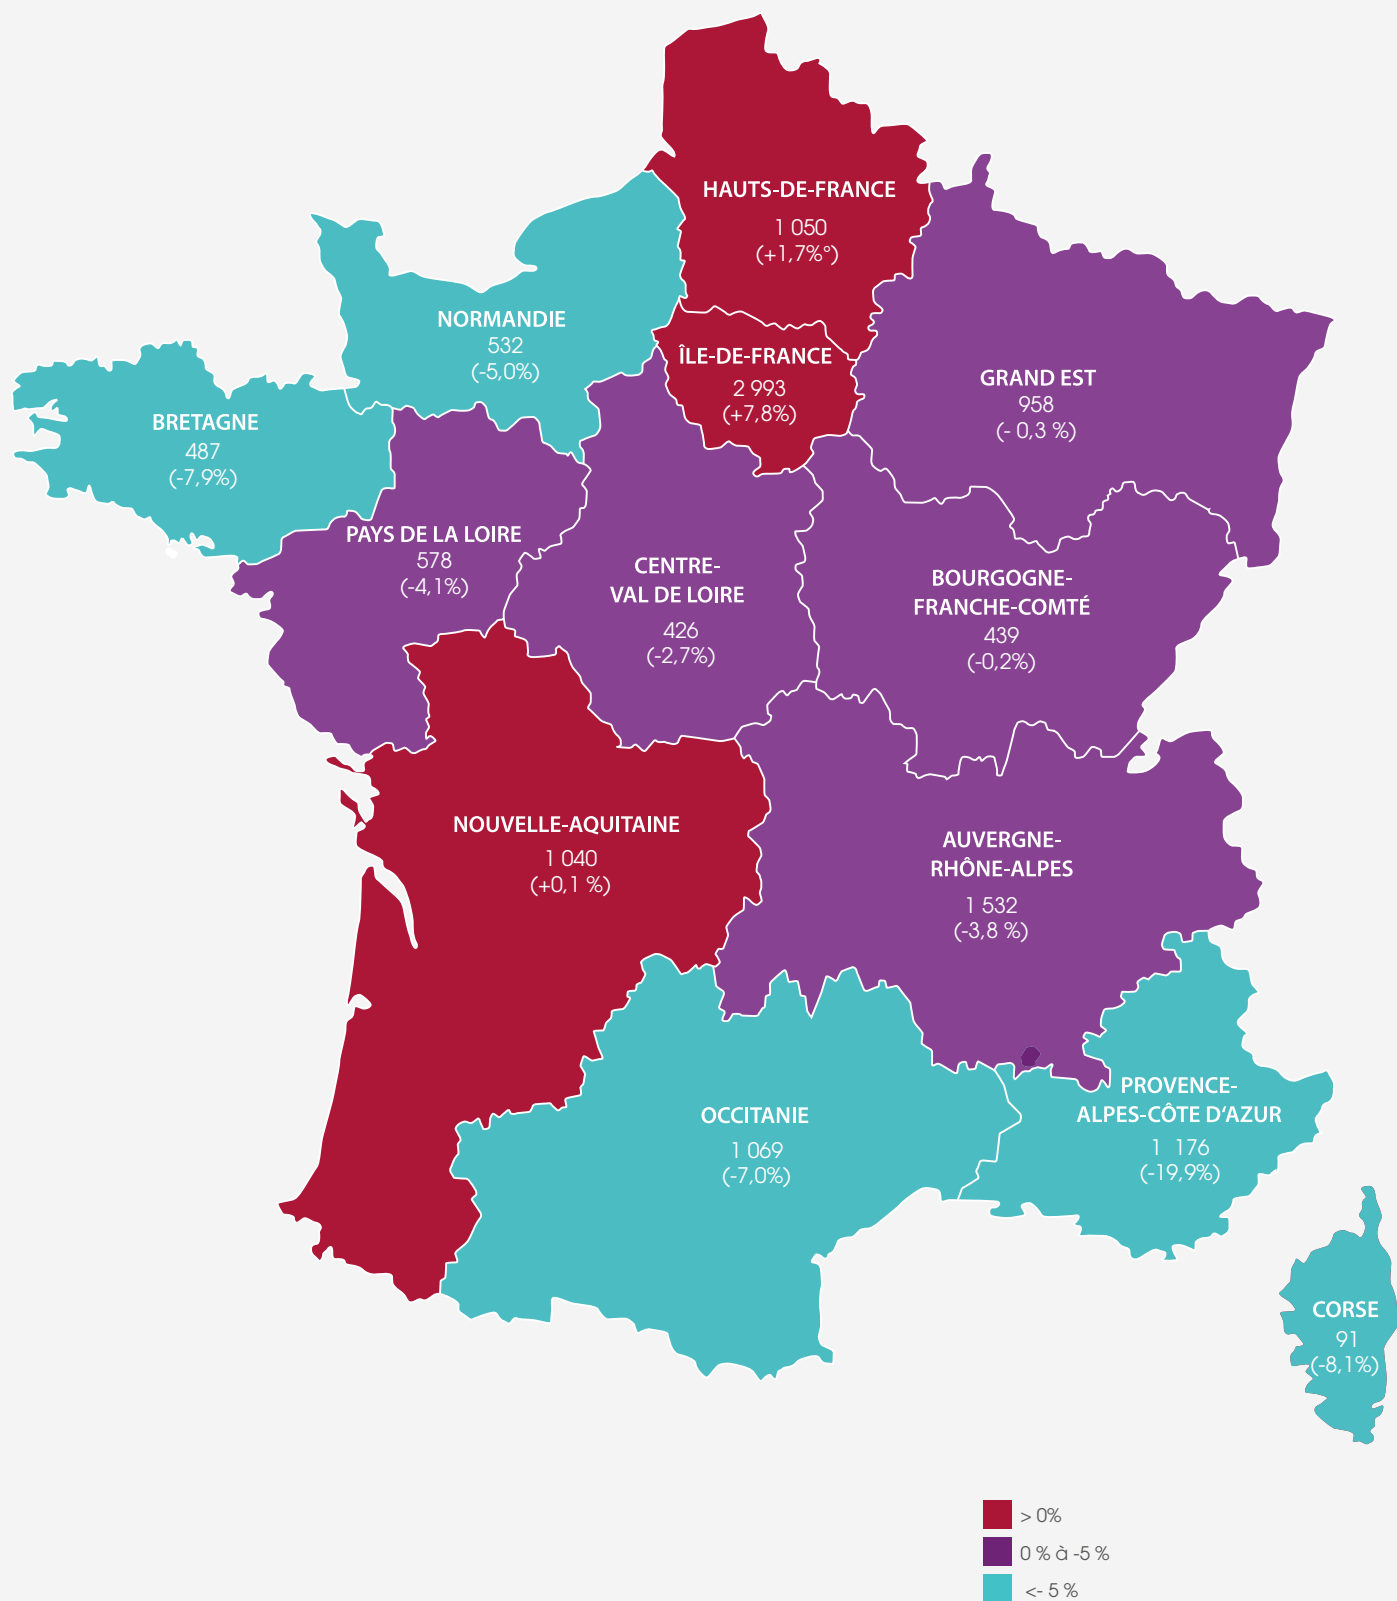 HAUTS-DE-FRANCE
1 050
(+1,7%°)
NORMANDIE
532
(-5,0%)
ÎLE-DE-FRANCE
2 993
(+7,8%)
GRAND EST
958
(- 0,3 %)
BRETAGNE
487
(-7,9%)
PAYS DE LA LOIRE
578
(-4,1%)
CENTRE-
VAL DE LOIRE
426
(-2,7%)
BOURGOGNE-
FRANCHE-COMTÉ
439
(-0,2%)
NOUVELLE-AQUITAINE
1 040
(+0,1 %)
AUVERGNE-
RHÔNE-ALPES
1 532
(-3,8 %)
OCCITANIE
1 069
(-7,0%)
PROVENCE-
ALPES-CÔTE D'AZUR
1 176
(-19,9%)
CORSE
91
(-8,1%)
> 0%
0 % à -5 %
<- 5 %